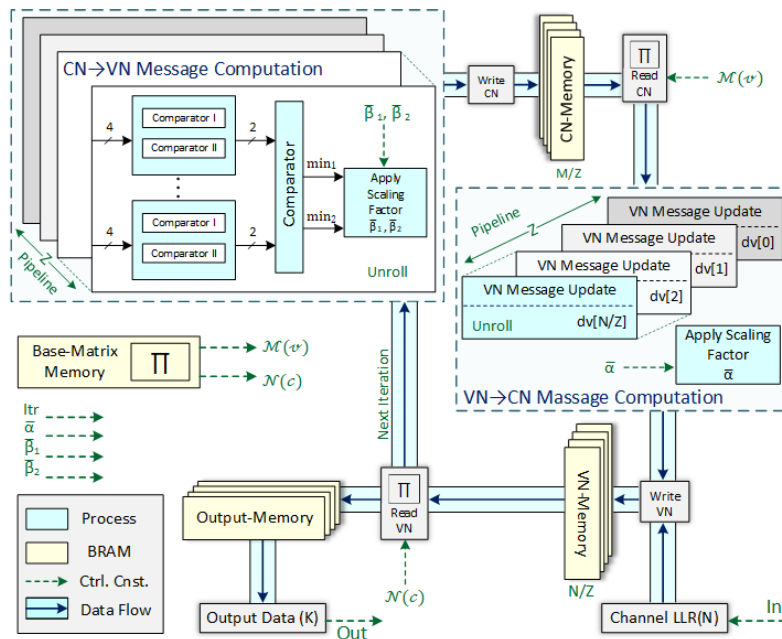 CN→VN Message Computation
4
Comparator I
Comparator II
2
4
Comparator I
Comparator II
2
Comparator
min₁
min₂
β̅₁, β̅₂
Apply
Scaling
Factor
β̅₁, β̅₂
Unroll
Z
Pipeline
Write
CN
CN-Memory
M/Z
Π
Read
CN
ℳ(v)
Pipeline
Z
VN Message Update
dv[0]
VN Message Update
dv[1]
VN Message Update
dv[2]
VN Message Update
Unroll
dv[N/Z]
α̅
Apply Scaling
Factor
α̅
VN→CN Massage Computation
Base-Matrix
Memory
Π
ℳ(v)
𝒩(c)
Itr
α̅
β̅₁
β̅₂
Next Iteration
Process
BRAM
Ctrl. Cnst.
Data Flow
Output-Memory
Π
Read
VN
𝒩(c)
VN-Memory
N/Z
Write
VN
Output Data (K)
Out
Channel LLR(N)
In